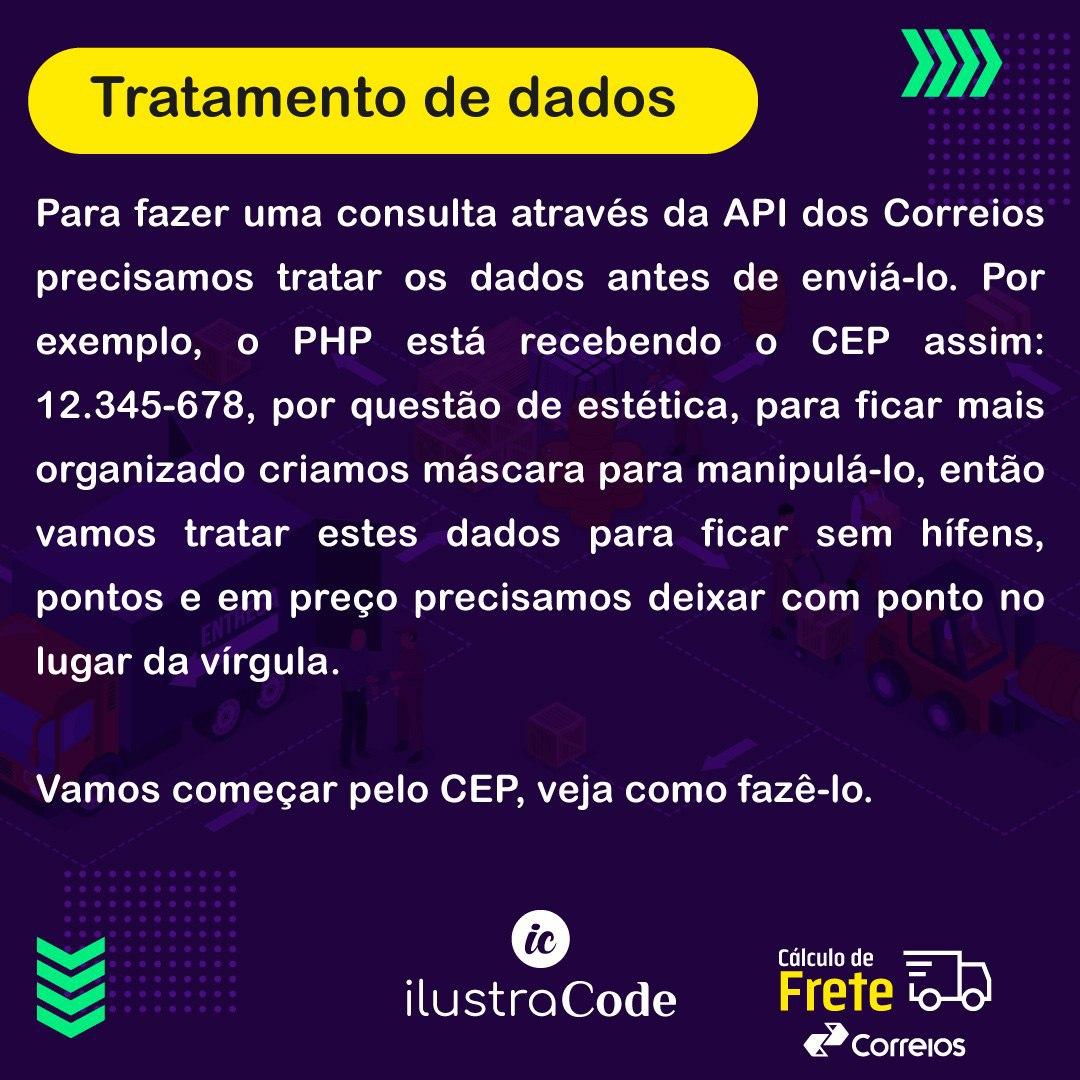 Tratamento de dados
Para fazer uma consulta através da API dos Correios
precisamos tratar os dados antes de enviá-lo. Por
exemplo, o PHP está recebendo o CEP assim:
12.345-678, por questão de estética, para ficar mais
organizado criamos máscara para manipulá-lo, então
vamos tratar estes dados para ficar sem hífens,
pontos e em preço precisamos deixar com ponto no
lugar da vírgula.
Vamos começar pelo CEP, veja como fazê-lo.
ic
ilustraCode
Cálculo de
Frete
Correios